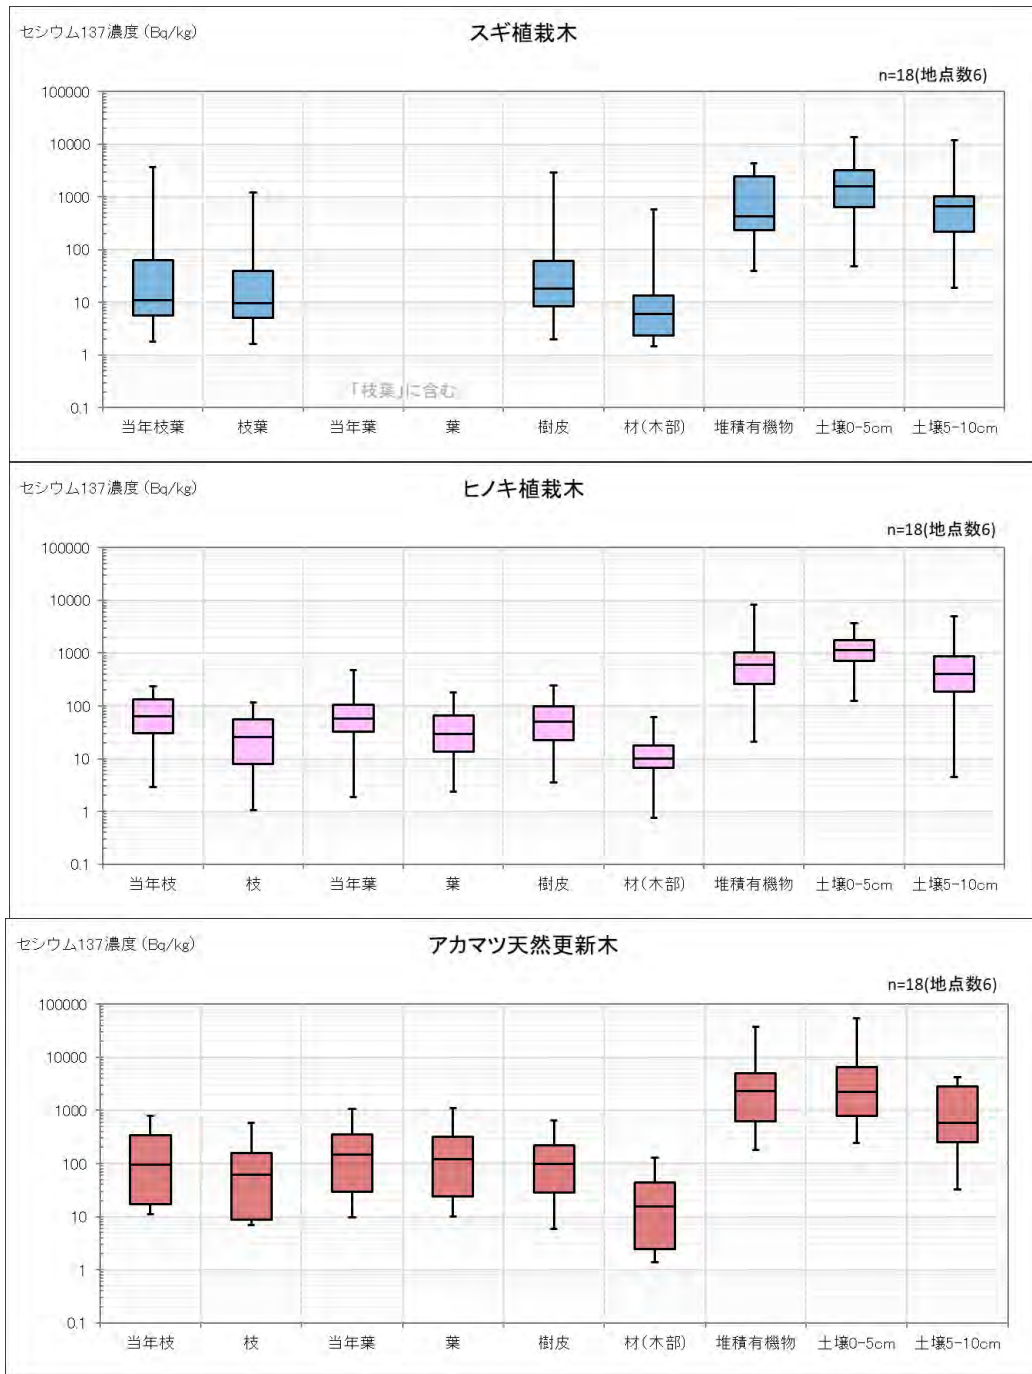 セシウム137濃度 (Bq/kg)
スギ植栽木
n=18(地点数6)
100000
10000
1000
100
10
1
0.1
「枝葉」に含む
当年枝葉 枝葉 当年葉 葉 樹皮 材(木部) 堆積有機物 土壌0-5cm 土壌5-10cm
セシウム137濃度 (Bq/kg)
ヒノキ植栽木
n=18(地点数6)
100000
10000
1000
100
10
1
0.1
当年枝 枝 当年葉 葉 樹皮 材(木部) 堆積有機物 土壌0-5cm 土壌5-10cm
セシウム137濃度 (Bq/kg)
アカマツ天然更新木
n=18(地点数6)
100000
10000
1000
100
10
1
0.1
当年枝 枝 当年葉 葉 樹皮 材(木部) 堆積有機物 土壌0-5cm 土壌5-10cm